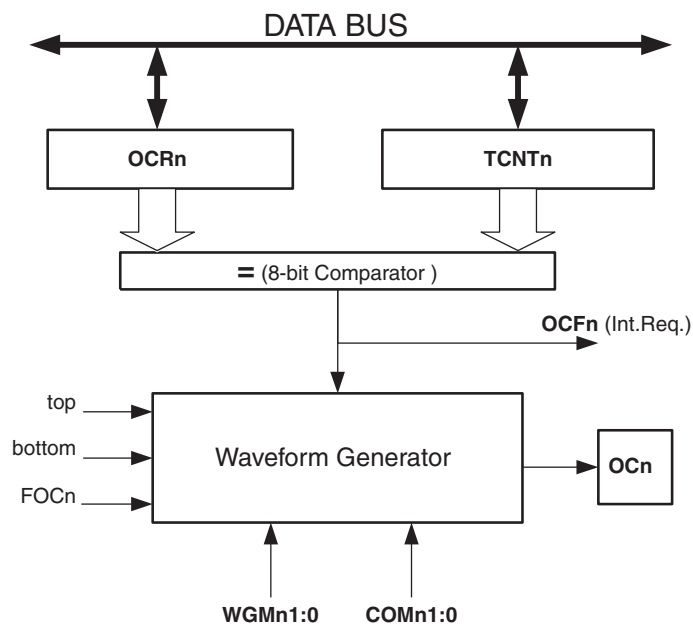 DATA BUS
OCRn
TCNTn
= (8-bit Comparator )
OCFn (Int.Req.)
top
bottom
FOCn
Waveform Generator
OCn
WGMn1:0
COMn1:0